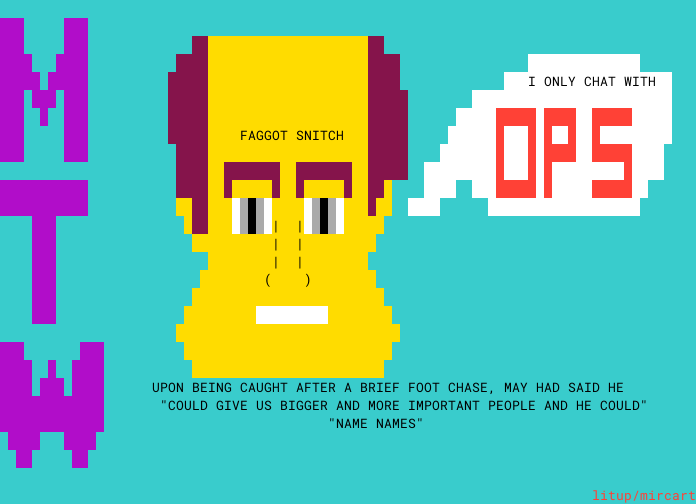 M
T
W
I ONLY CHAT WITH
OPS
FAGGOT SNITCH
UPON BEING CAUGHT AFTER A BRIEF FOOT CHASE, MAY HAD SAID HE
"COULD GIVE US BIGGER AND MORE IMPORTANT PEOPLE AND HE COULD"
"NAME NAMES"
litup/mircart